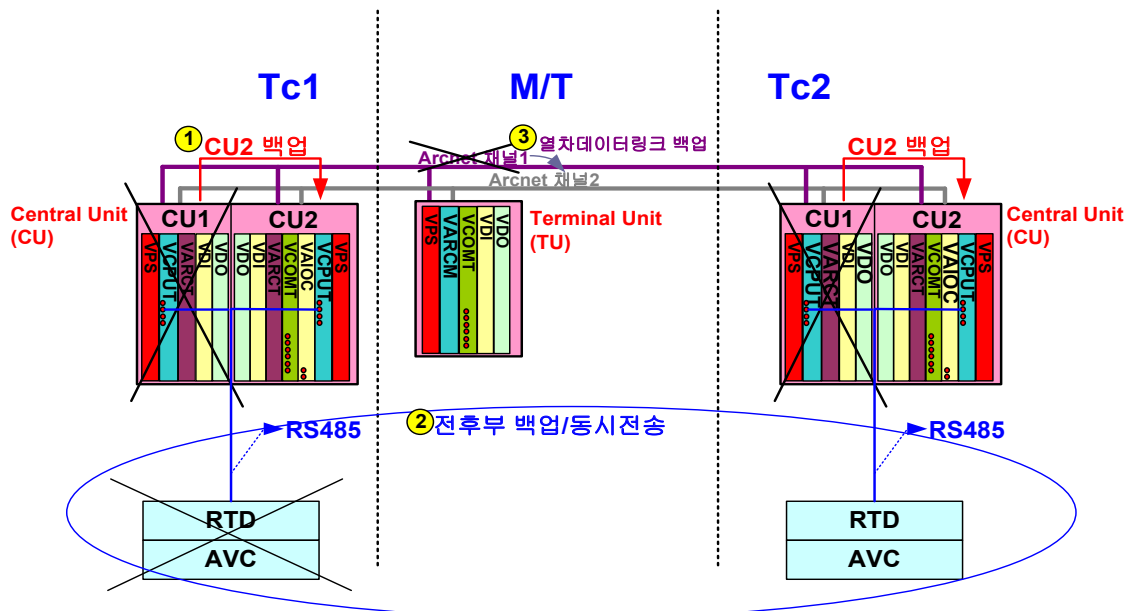 Tc1
M/T
Tc2
1
CU2 백업
3
열차데이터링크 백업
CU2 백업
Arcnet 채널1
Arcnet 채널2
Central Unit
(CU)
CU1
CU2
VPS
VCPUT
VARCT
VDI
VDO
VDO
VDI
VARCT
VCOMT
VAIOC
VCPUT
VPS
Terminal Unit
(TU)
VPS
VARCM
VCOMT
VDI
VDO
CU1
CU2
Central Unit
(CU)
VPS
VCPUT
VARCT
VDI
VDO
VDO
VDI
VARCT
VCOMT
VAIOC
VCPUT
VPS
RS485
2
전후부 백업/동시전송
RS485
RTD
AVC
RTD
AVC